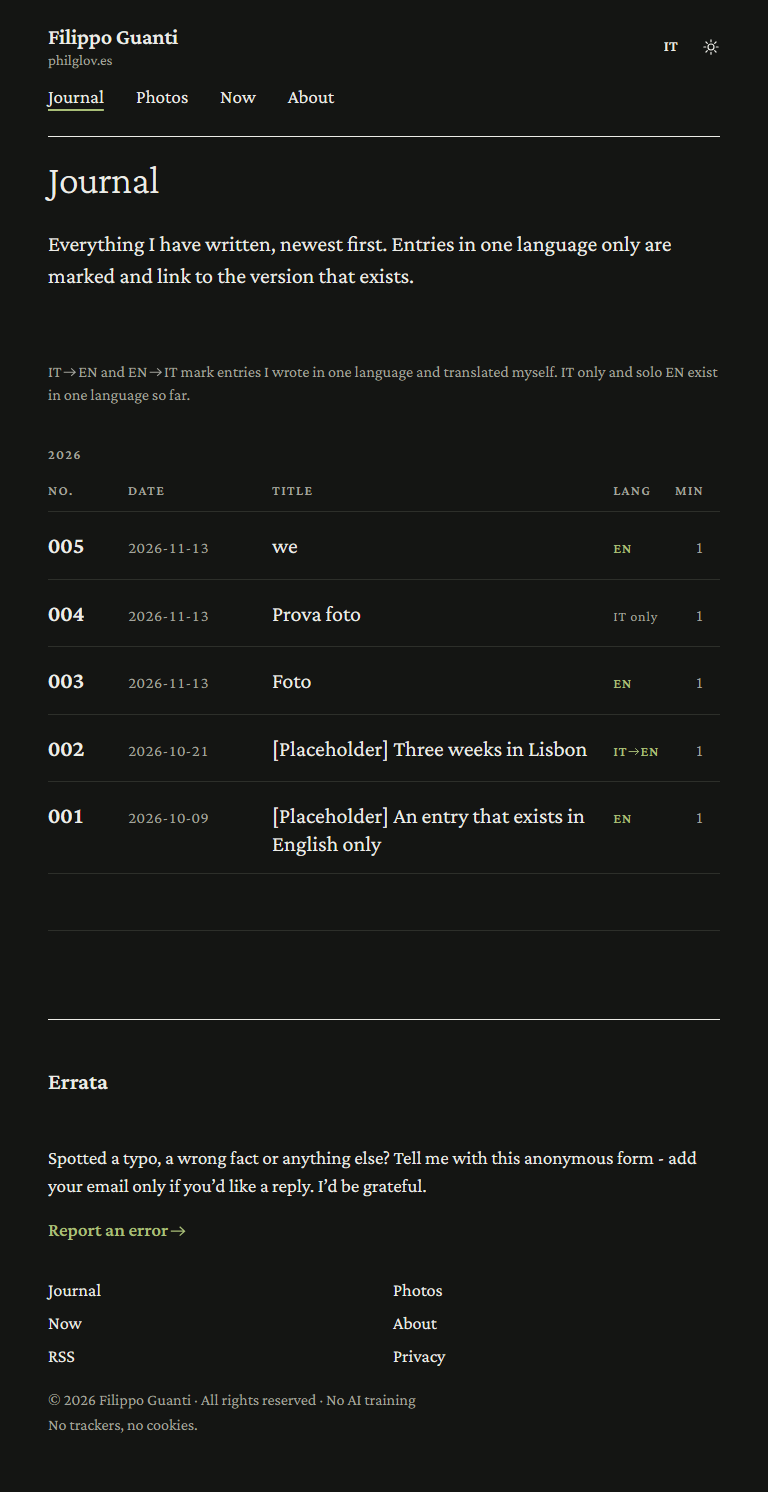 Filippo Guanti
philglov.es
IT
Journal Photos Now About
Journal
Everything I have written, newest first. Entries in one language only are
marked and link to the version that exists.
IT→EN and EN→IT mark entries I wrote in one language and translated myself. IT only and solo EN exist
in one language so far.
2026
NO. DATE TITLE LANG MIN
005 2026-11-13 we EN 1
004 2026-11-13 Prova foto IT only 1
003 2026-11-13 Foto EN 1
002 2026-10-21 [Placeholder] Three weeks in Lisbon IT→EN 1
001 2026-10-09 [Placeholder] An entry that exists in EN 1
English only
Errata
Spotted a typo, a wrong fact or anything else? Tell me with this anonymous form - add
your email only if you’d like a reply. I’d be grateful.
Report an error→
Journal Photos
Now About
RSS Privacy
© 2026 Filippo Guanti · All rights reserved · No AI training
No trackers, no cookies.